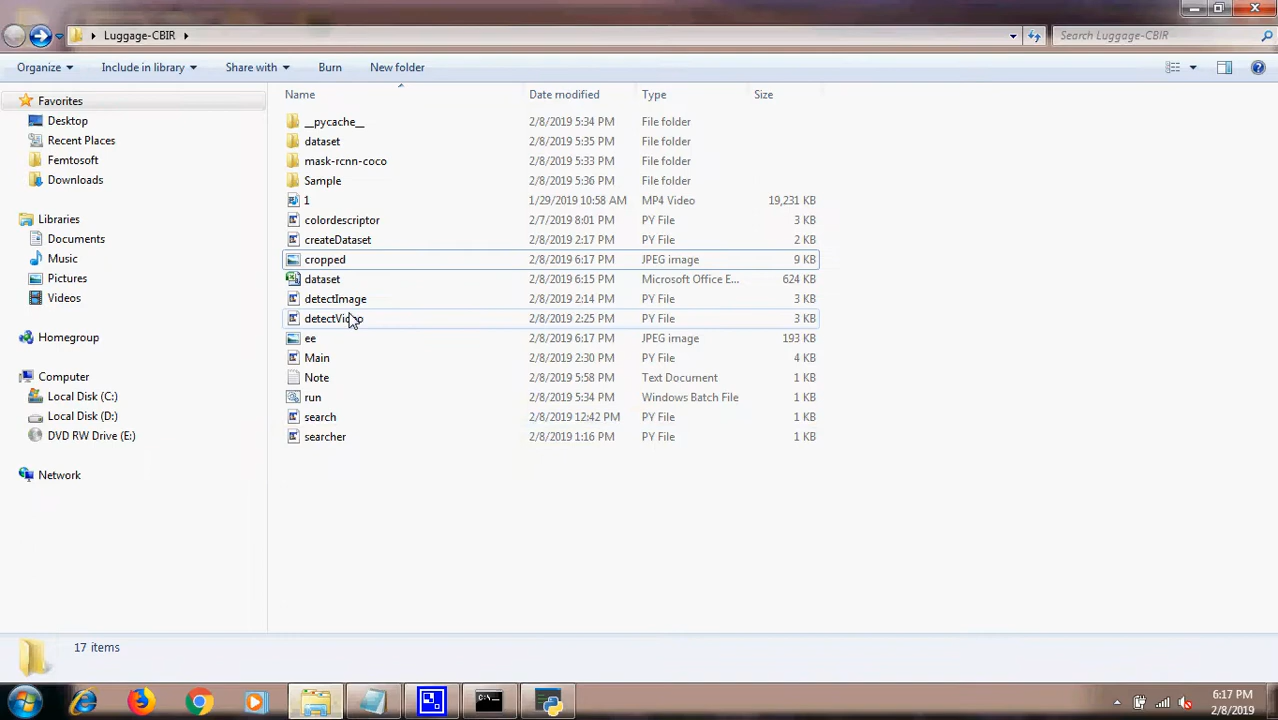 Luggage-CBIR
Search Luggage-CBIR
Organize Include in library Share with Burn New folder
Name Date modified Type Size
Favorites
Desktop
Recent Places
Femtosoft
Downloads
Libraries
Documents
Music
Pictures
Videos
Homegroup
Computer
Local Disk (C:)
Local Disk (D:)
DVD RW Drive (E:)
Network
__pycache__ 2/8/2019 5:34 PM File folder
dataset 2/8/2019 5:35 PM File folder
mask-rcnn-coco 2/8/2019 5:33 PM File folder
Sample 2/8/2019 5:36 PM File folder
1 1/29/2019 10:58 AM MP4 Video 19,231 KB
colordescriptor 2/7/2019 8:01 PM PY File 3 KB
createDataset 2/8/2019 2:17 PM PY File 2 KB
cropped 2/8/2019 6:17 PM JPEG image 9 KB
dataset 2/8/2019 6:15 PM Microsoft Office E... 624 KB
detectImage 2/8/2019 2:14 PM PY File 3 KB
detectVideo 2/8/2019 2:25 PM PY File 3 KB
ee 2/8/2019 6:17 PM JPEG image 193 KB
Main 2/8/2019 2:30 PM PY File 4 KB
Note 2/8/2019 5:58 PM Text Document 1 KB
run 2/8/2019 5:34 PM Windows Batch File 1 KB
search 2/8/2019 12:42 PM PY File 1 KB
searcher 2/8/2019 1:16 PM PY File 1 KB
17 items
6:17 PM
2/8/2019